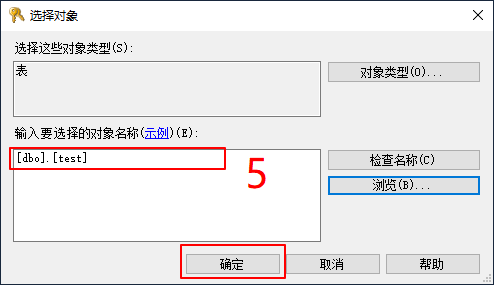 选择对象
选择这些对象类型(S):
表
对象类型(O)...
输入要选择的对象名称(示例)(E):
[dbo].[test]
检查名称(C)
浏览(B)...
5
确定
取消
帮助